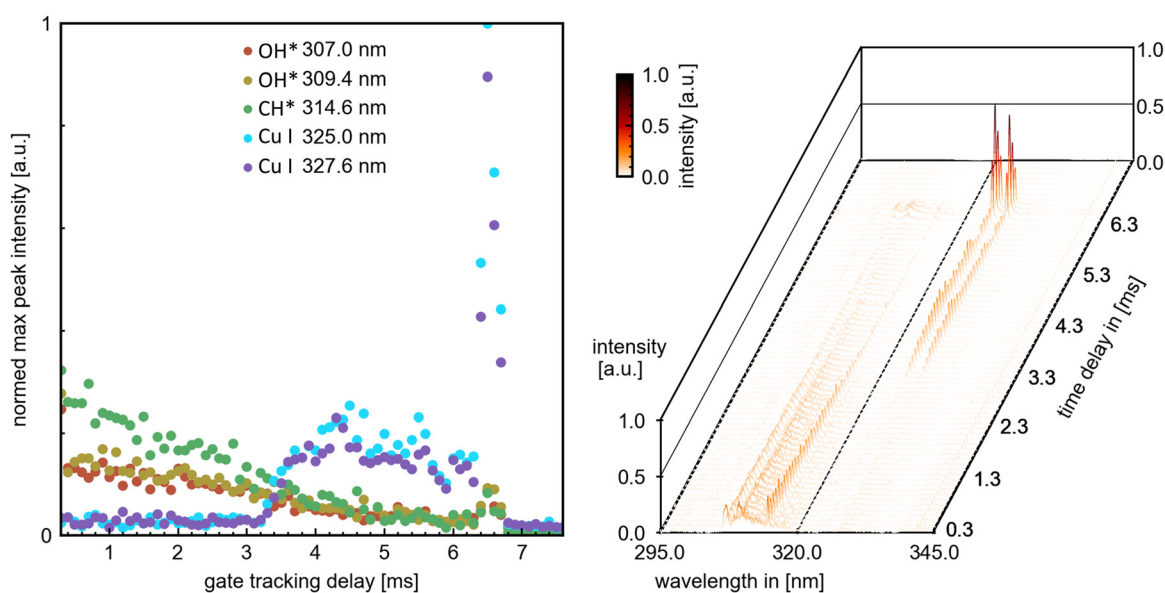 1
OH* 307.0 nm
OH* 309.4 nm
CH* 314.6 nm
Cu I 325.0 nm
Cu I 327.6 nm
normed max peak intensity [a.u.]
0
1 2 3 4 5 6 7
gate tracking delay [ms]
1.0
0.5
0.0
intensity [a.u.]
1.0
0.5
0.0
6.3
5.3
4.3
3.3
2.3
1.3
0.3
time delay in [ms]
intensity
[a.u.]
1.0
0.5
0.0
295.0 320.0 345.0
wavelength in [nm]